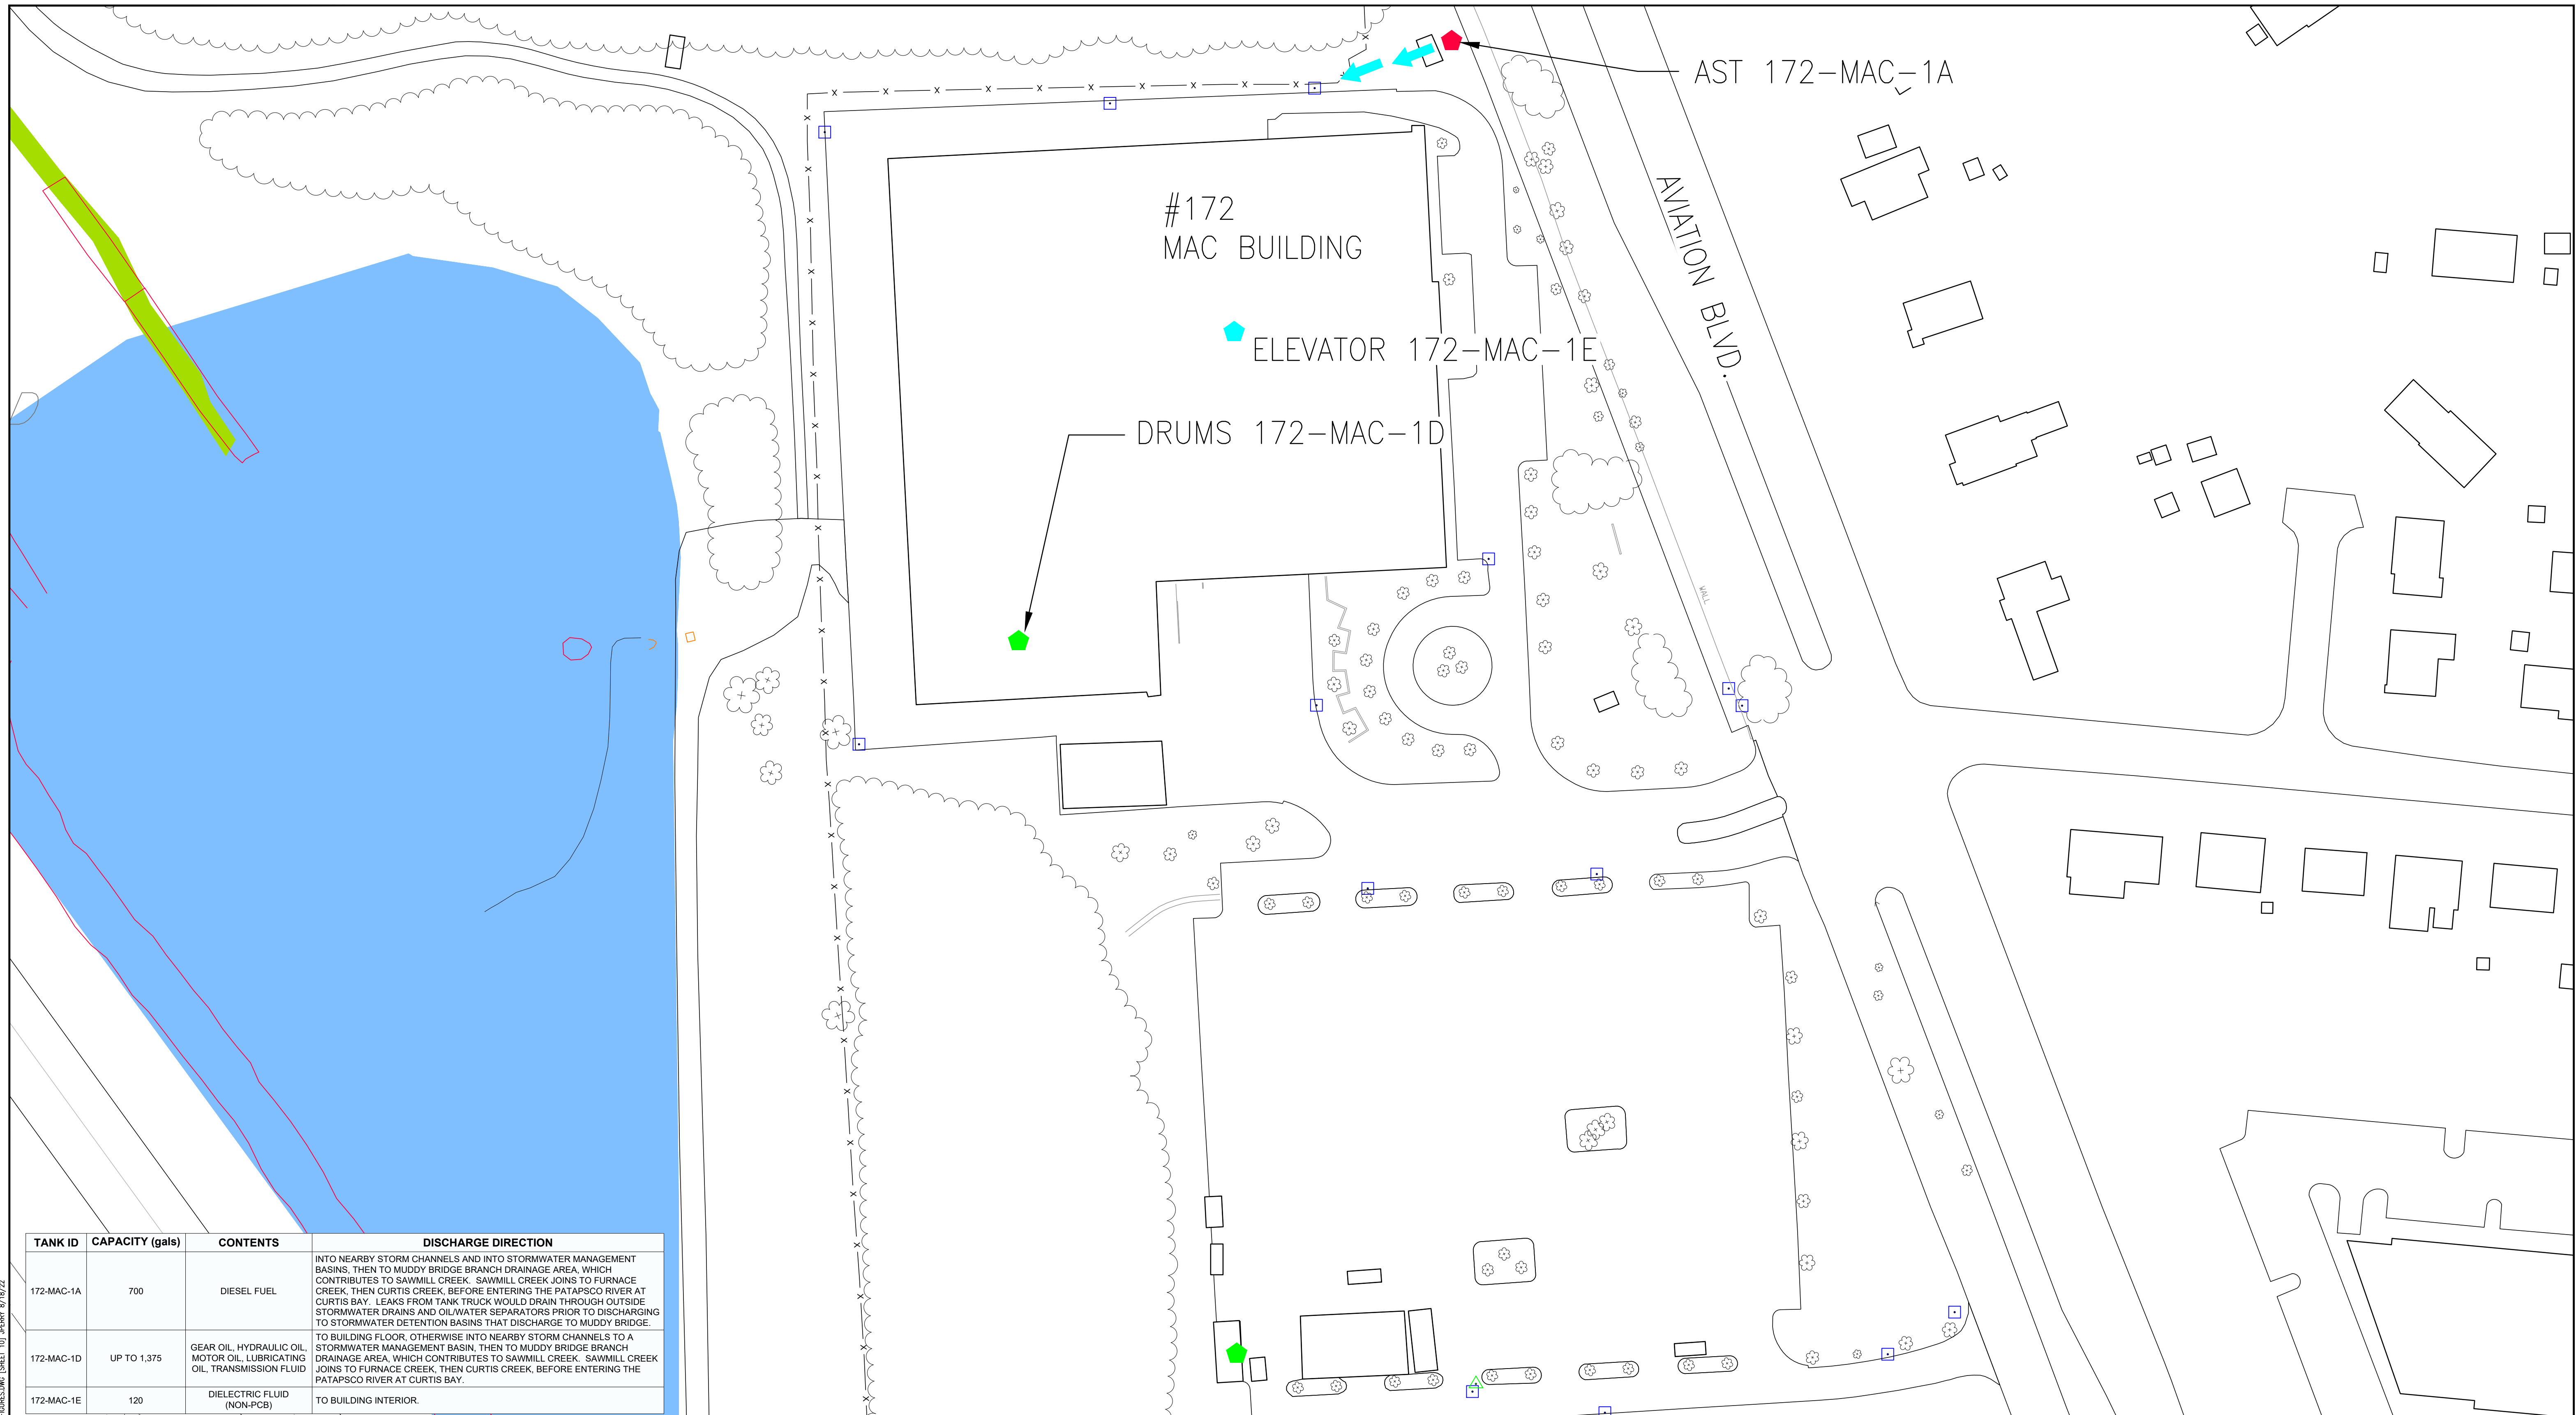 AST 172-MAC-1A
AVIATION BLVD.
#172
MAC BUILDING
ELEVATOR 172-MAC-1E
DRUMS 172-MAC-1D
WALL
TANK ID CAPACITY (gals) CONTENTS DISCHARGE DIRECTION
172-MAC-1A 700 DIESEL FUEL
INTO NEARBY STORM CHANNELS AND INTO STORMWATER MANAGEMENT
BASINS, THEN TO MUDDY BRIDGE BRANCH DRAINAGE AREA, WHICH
CONTRIBUTES TO SAWMILL CREEK. SAWMILL CREEK JOINS TO FURNACE
CREEK, THEN CURTIS CREEK, BEFORE ENTERING THE PATAPSCO RIVER AT
CURTIS BAY. LEAKS FROM TANK TRUCK WOULD DRAIN THROUGH OUTSIDE
STORMWATER DRAINS AND OIL/WATER SEPARATORS PRIOR TO DISCHARGING
TO STORMWATER DETENTION BASINS THAT DISCHARGE TO MUDDY BRIDGE.
172-MAC-1D UP TO 1,375
GEAR OIL, HYDRAULIC OIL,
MOTOR OIL, LUBRICATING
OIL, TRANSMISSION FLUID
TO BUILDING FLOOR, OTHERWISE INTO NEARBY STORM CHANNELS TO A
STORMWATER MANAGEMENT BASIN, THEN TO MUDDY BRIDGE BRANCH
DRAINAGE AREA, WHICH CONTRIBUTES TO SAWMILL CREEK. SAWMILL CREEK
JOINS TO FURNACE CREEK, THEN CURTIS CREEK, BEFORE ENTERING THE
PATAPSCO RIVER AT CURTIS BAY.
172-MAC-1E 120
DIELECTRIC FLUID
(NON-PCB)
TO BUILDING INTERIOR.
[SHEET 10] JPERRY 8/18/22